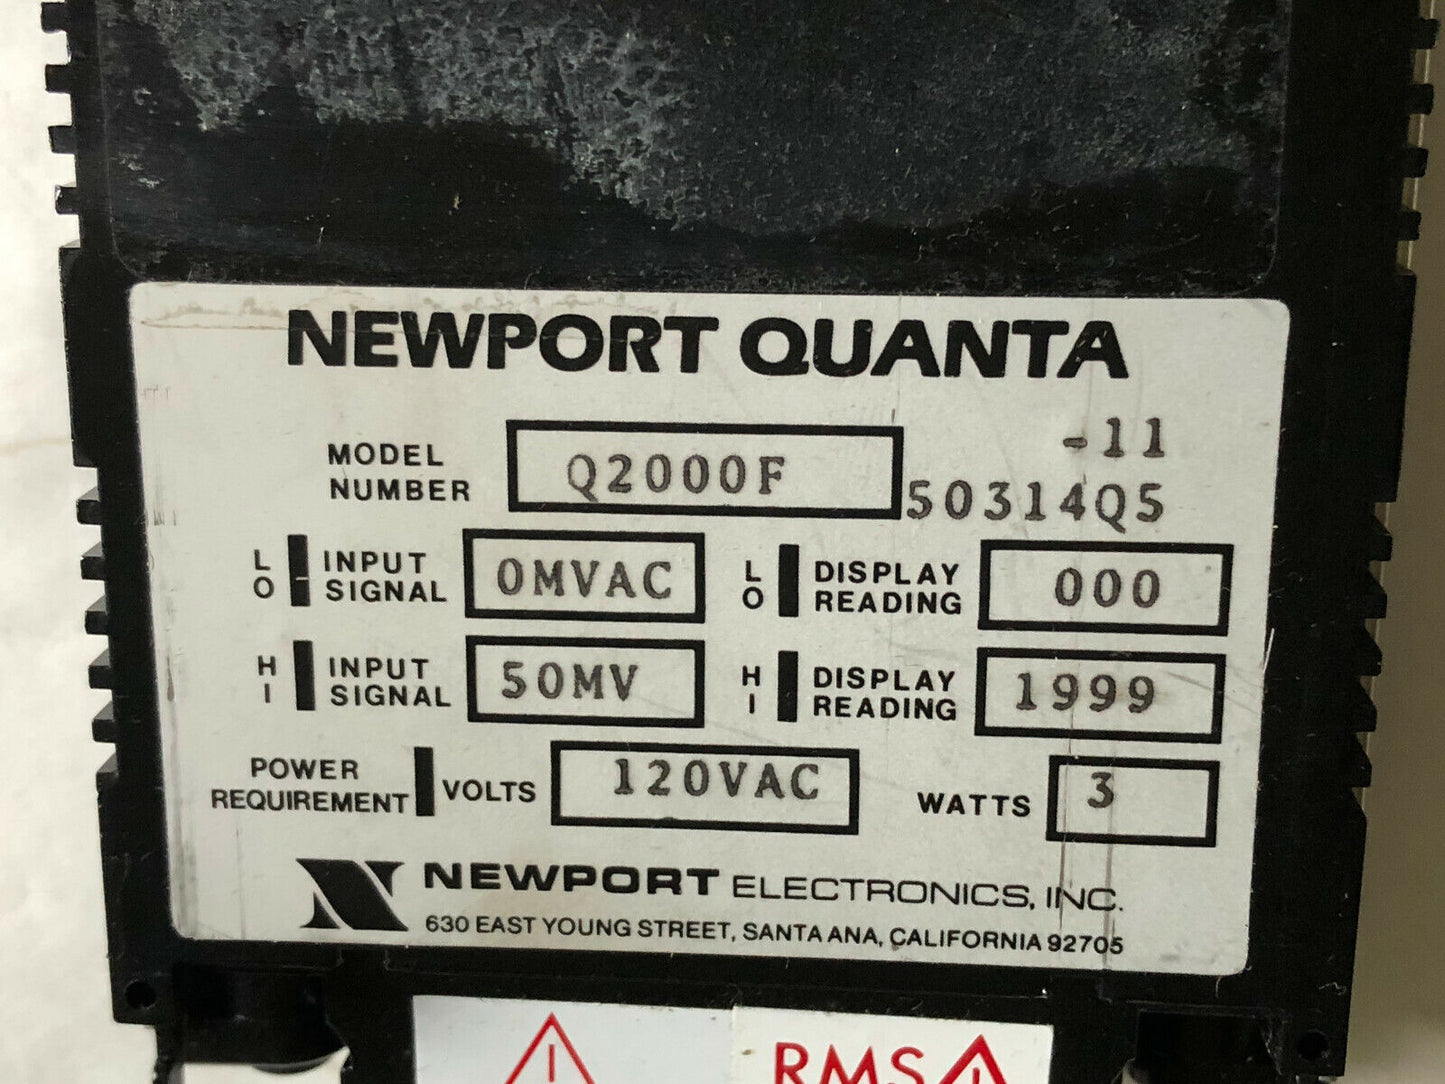 NEWPORT QUANTA
-11
MODEL NUMBER Q2000F 50314Q5
LO INPUT SIGNAL 0MVAC LO DISPLAY READING 000
HI INPUT SIGNAL 50MV HI DISPLAY READING 1999
POWER REQUIREMENT VOLTS 120VAC WATTS 3
NEWPORT ELECTRONICS, INC.
630 EAST YOUNG STREET, SANTA ANA, CALIFORNIA 92705
RMS